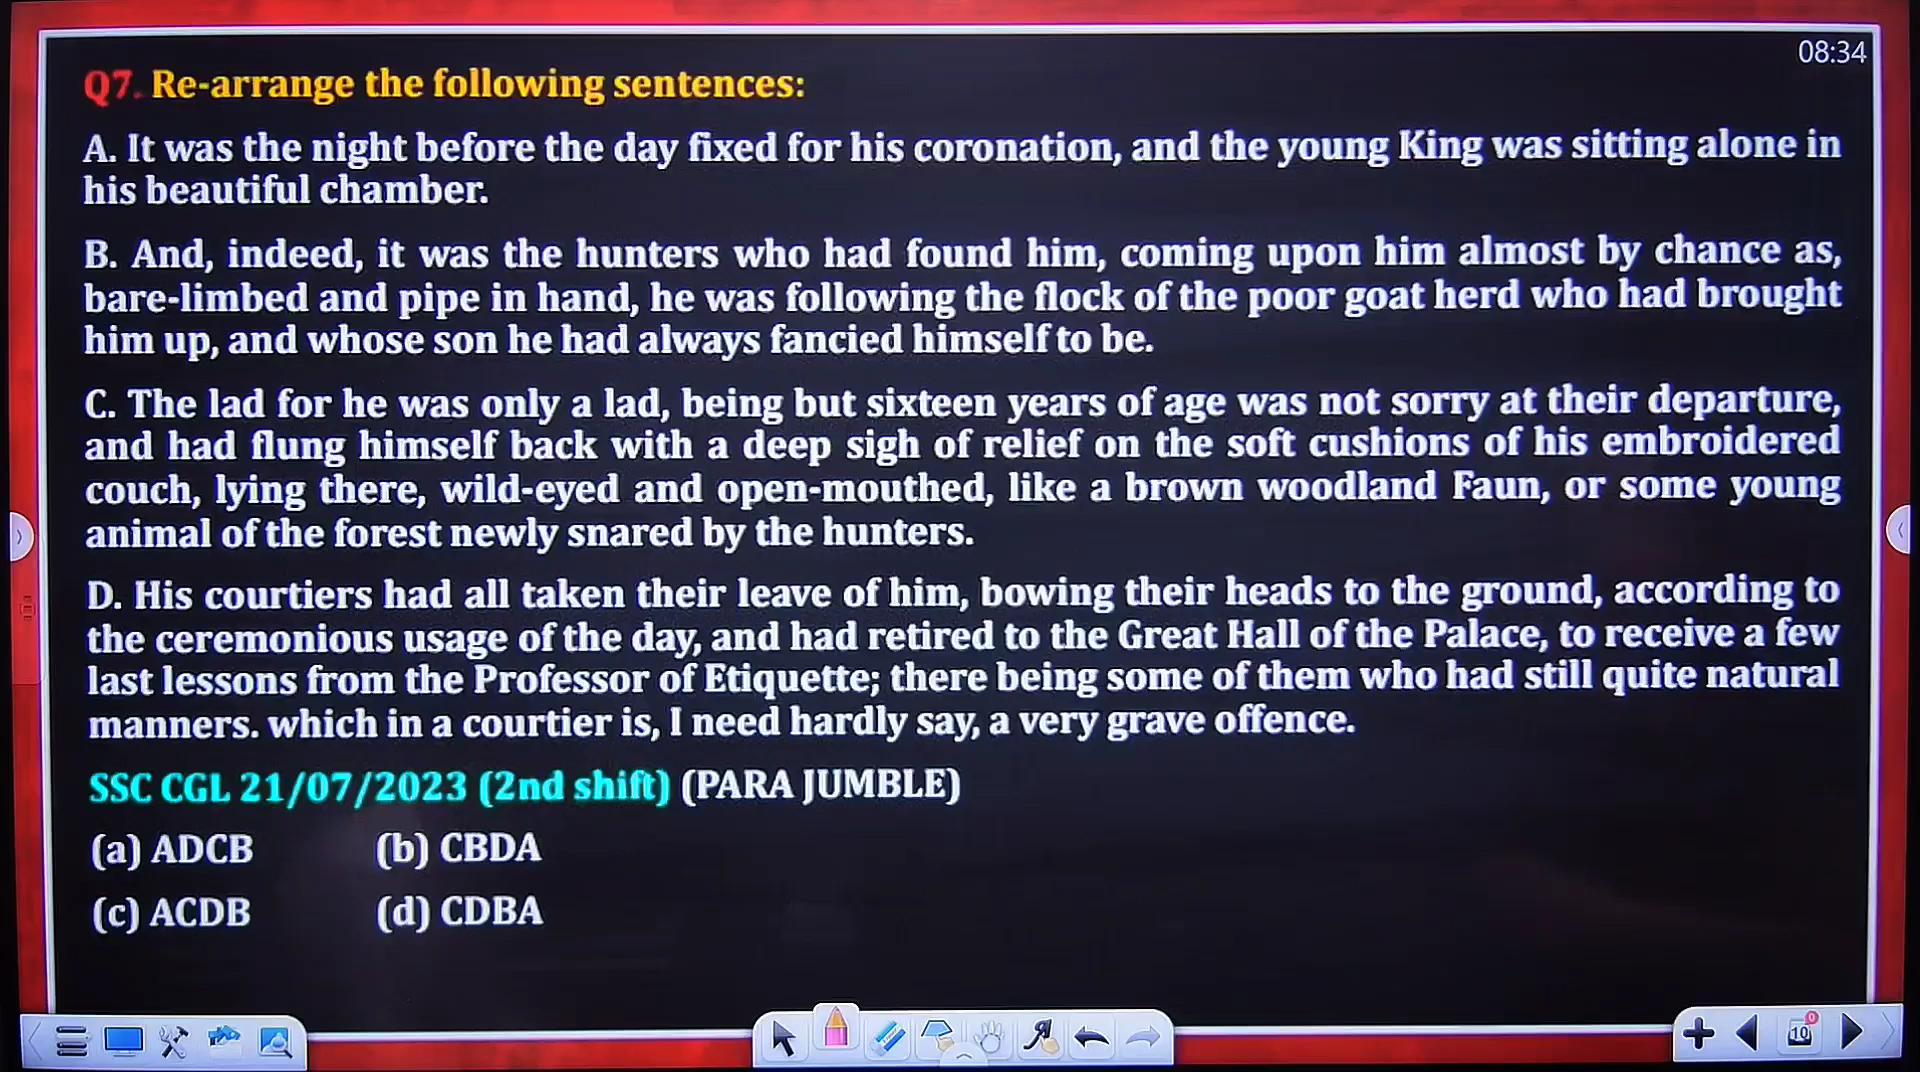 08:34
Q7. Re-arrange the following sentences:
A. It was the night before the day fixed for his coronation, and the young King was sitting alone in
his beautiful chamber.
B. And, indeed, it was the hunters who had found him, coming upon him almost by chance as,
bare-limbed and pipe in hand, he was following the flock of the poor goat herd who had brought
him up, and whose son he had always fancied himself to be.
C. The lad for he was only a lad, being but sixteen years of age was not sorry at their departure,
and had flung himself back with a deep sigh of relief on the soft cushions of his embroidered
couch, lying there, wild-eyed and open-mouthed, like a brown woodland Faun, or some young
animal of the forest newly snared by the hunters.
D. His courtiers had all taken their leave of him, bowing their heads to the ground, according to
the ceremonious usage of the day, and had retired to the Great Hall of the Palace, to receive a few
last lessons from the Professor of Etiquette; there being some of them who had still quite natural
manners. which in a courtier is, I need hardly say, a very grave offence.
SSC CGL 21/07/2023 (2nd shift) (PARA JUMBLE)
(a) ADCB (b) CBDA
(c) ACDB (d) CDBA
10 0